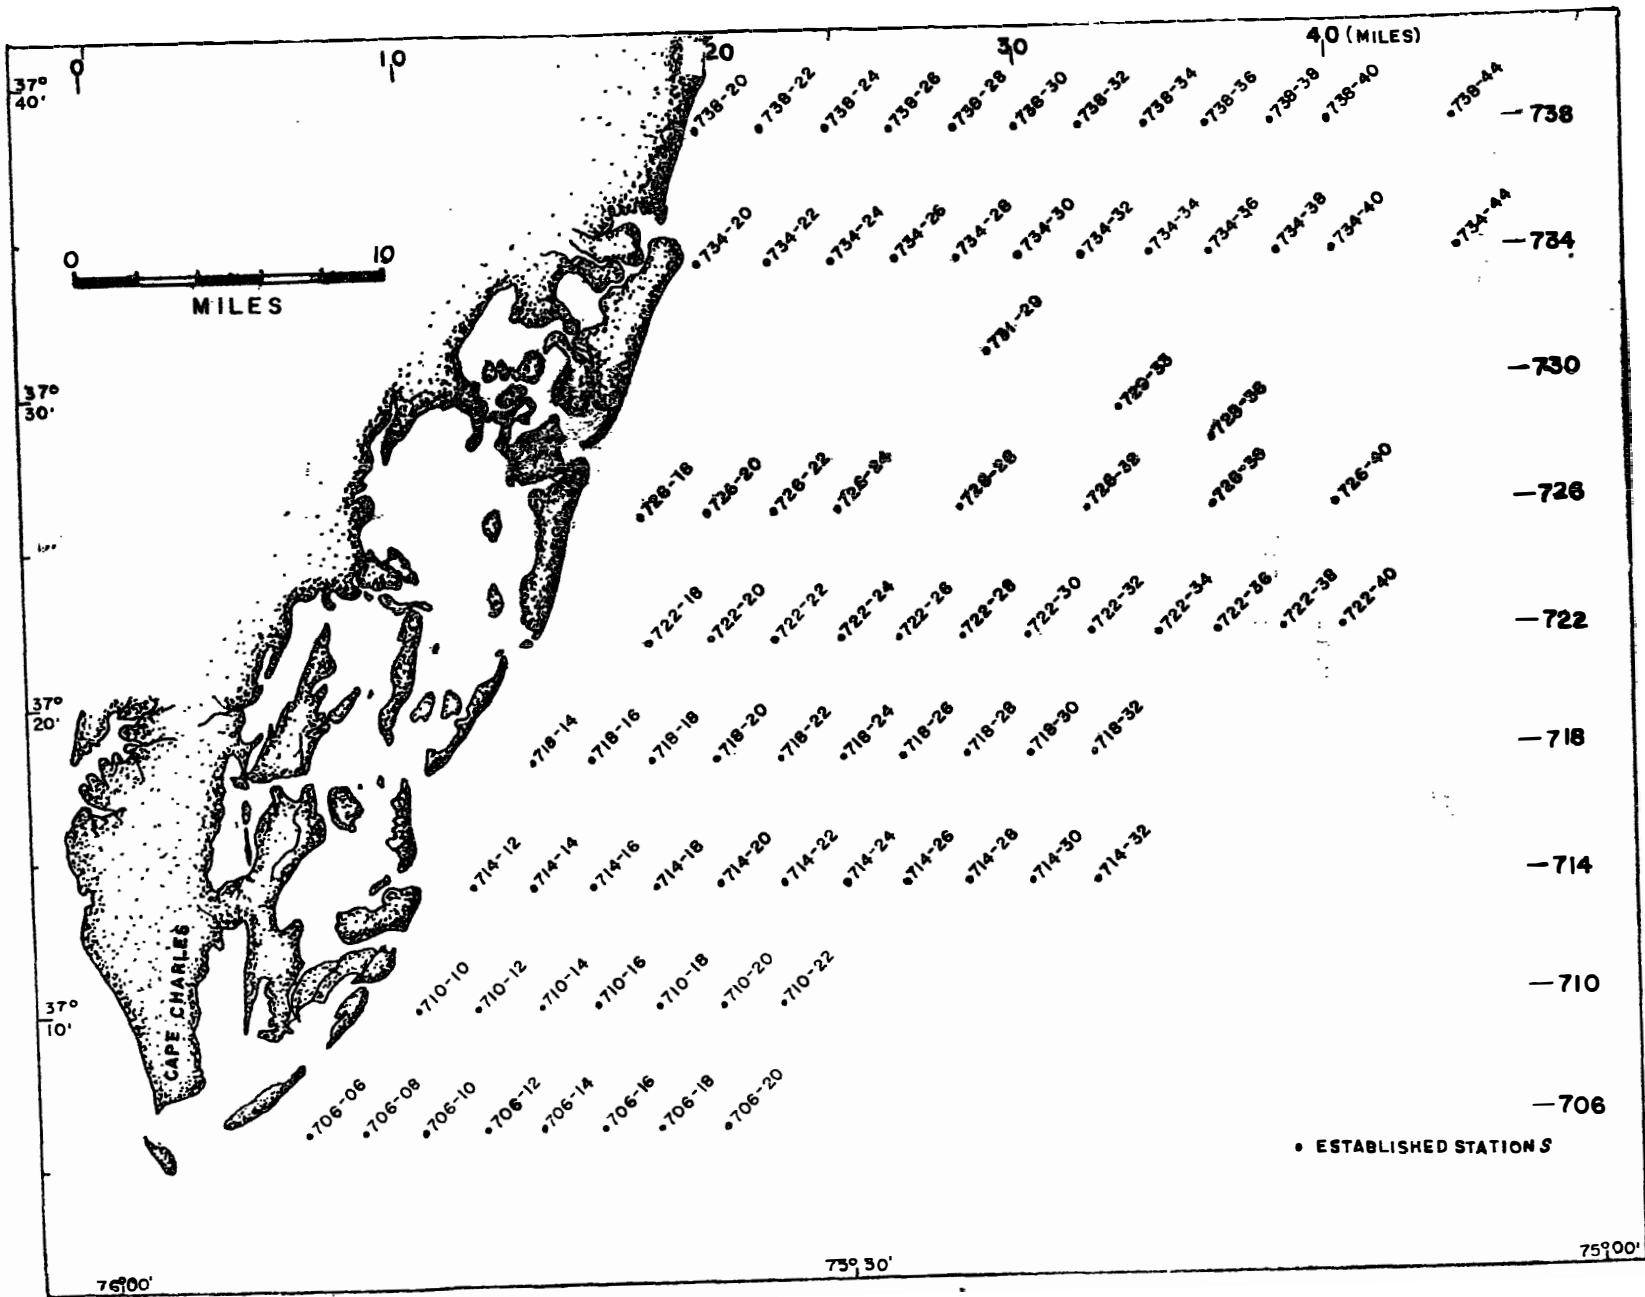 0 10 20 30 40 (MILES)
37° 40'
738-20 738-22 738-24 738-26 738-28 738-30 738-32 738-34 738-36 738-38 738-40 738-44 —738
734-20 734-22 734-24 734-26 734-28 734-30 734-32 734-34 734-36 734-38 734-40 734-44 —734
0 10
MILES
731-29
—730
729-33
37° 30'
728-36
726-18 726-20 726-22 726-24 726-28 726-32 726-36 726-40 —726
722-18 722-20 722-22 722-24 722-26 722-28 722-30 722-32 722-34 722-36 722-38 722-40 —722
37° 20'
718-14 718-16 718-18 718-20 718-22 718-24 718-26 718-28 718-30 718-32 —718
714-12 714-14 714-16 714-18 714-20 714-22 714-24 714-26 714-28 714-30 714-32 —714
CAPE CHARLES
37° 10'
710-10 710-12 710-14 710-16 710-18 710-20 710-22 —710
706-06 706-08 706-10 706-12 706-14 706-16 706-18 706-20 —706
• ESTABLISHED STATIONS
76°00' 75°30' 75°00'